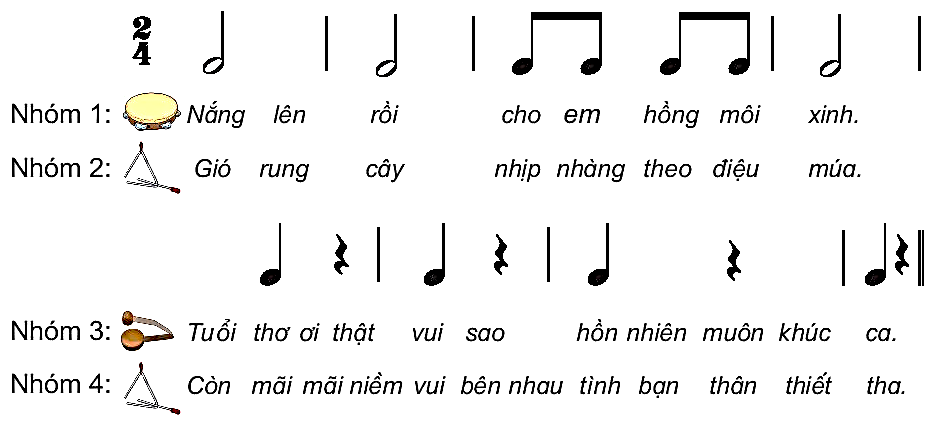 2
4
Nhóm 1: Nắng lên rồi cho em hồng môi xinh.
Nhóm 2: Gió rung cây nhịp nhàng theo điệu múa.
Nhóm 3: Tuổi thơ ơi thật vui sao hồn nhiên muôn khúc ca.
Nhóm 4: Còn mãi mãi niềm vui bên nhau tình bạn thân thiết tha.